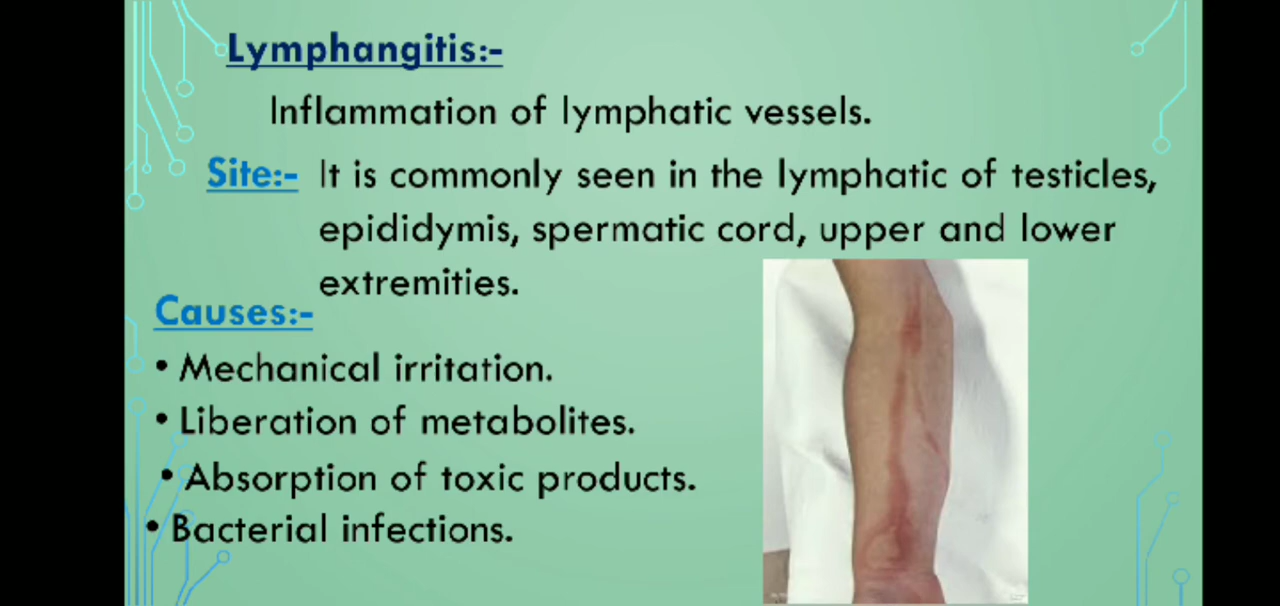 Lymphangitis:-
Inflammation of lymphatic vessels.
Site:- It is commonly seen in the lymphatic of testicles,
epididymis, spermatic cord, upper and lower
extremities.
Causes:-
• Mechanical irritation.
• Liberation of metabolites.
• Absorption of toxic products.
• Bacterial infections.